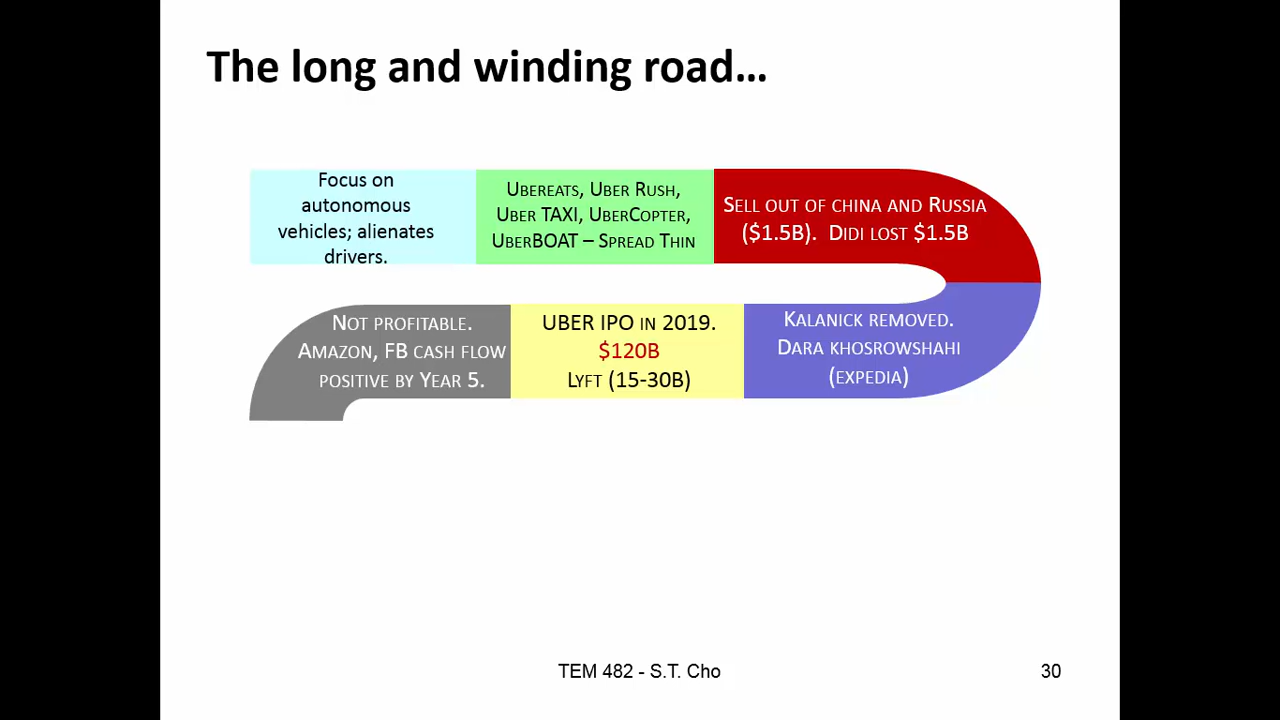 The long and winding road…
Focus on
autonomous
vehicles; alienates
drivers.
UBEREATS, UBER RUSH,
UBER TAXI, UBERCOPTER,
UBERBOAT – SPREAD THIN
SELL OUT OF CHINA AND RUSSIA
($1.5B). DIDI LOST $1.5B
KALANICK REMOVED.
DARA KHOSROWSHAHI
(EXPEDIA)
UBER IPO IN 2019.
$120B
LYFT (15-30B)
NOT PROFITABLE.
AMAZON, FB CASH FLOW
POSITIVE BY YEAR 5.
TEM 482 - S.T. Cho
30